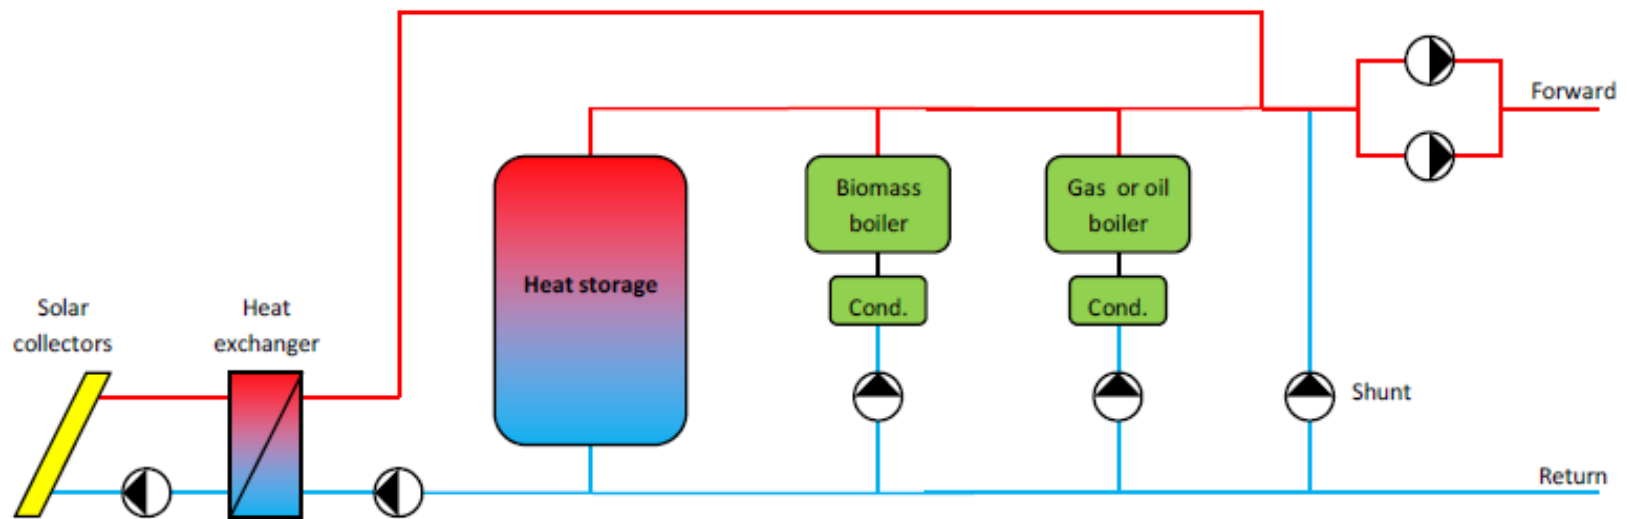 Forward
Biomass
boiler
Gas or oil
boiler
Heat storage
Cond.
Cond.
Solar
collectors
Heat
exchanger
Shunt
Return